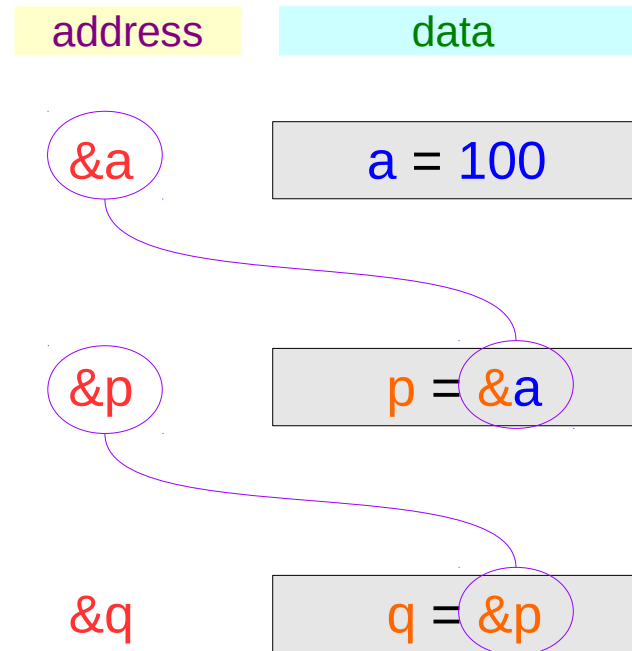 address data
&a a = 100
&p p = &a
&q q = &p